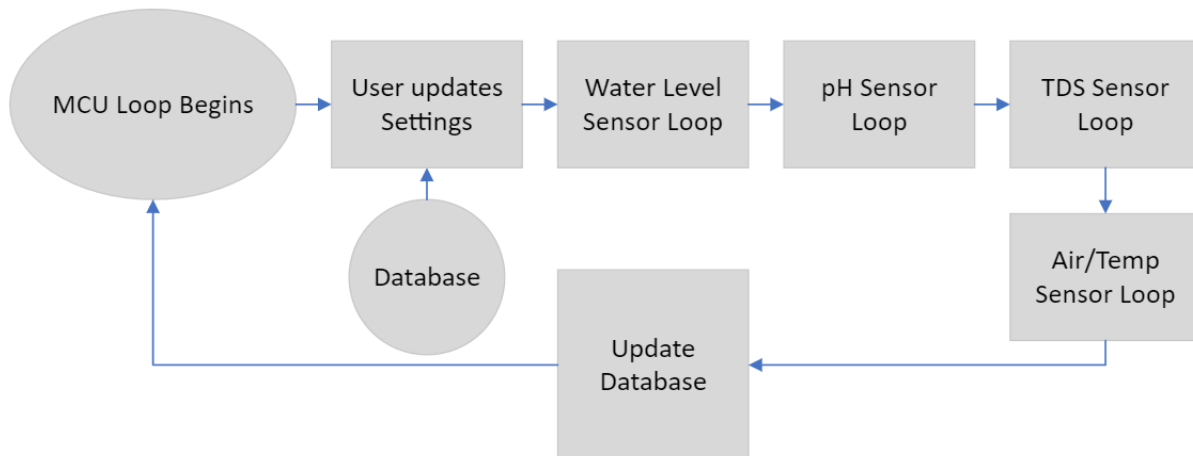 MCU Loop Begins
User updates
Settings
Water Level
Sensor Loop
pH Sensor
Loop
TDS Sensor
Loop
Air/Temp
Sensor Loop
Database
Update
Database